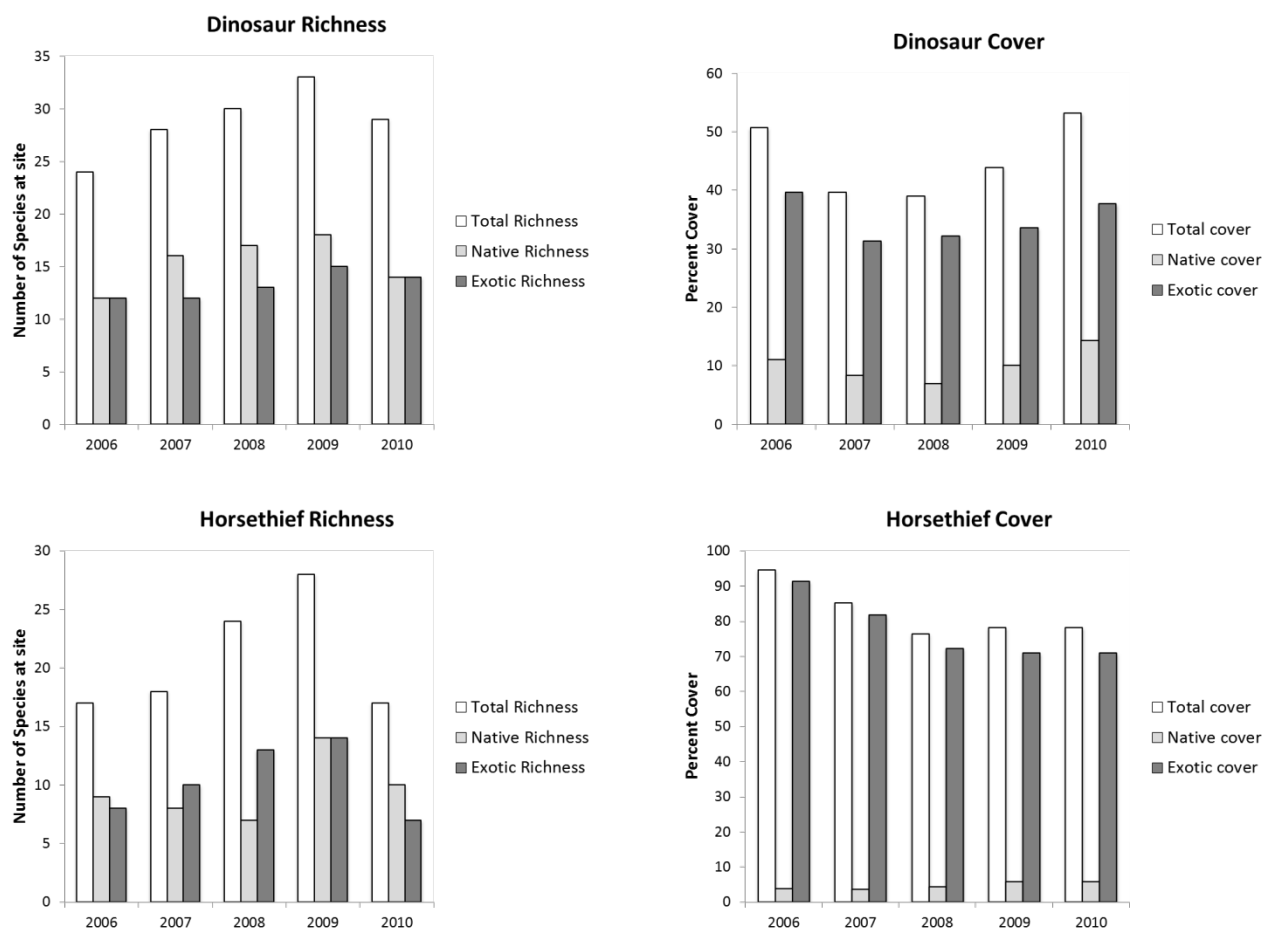 Dinosaur Richness
35
30
25
20
15
10
5
0
Number of Species at site
2006 2007 2008 2009 2010
Total Richness
Native Richness
Exotic Richness
Dinosaur Cover
60
50
40
30
20
10
0
Percent Cover
2006 2007 2008 2009 2010
Total cover
Native cover
Exotic cover
Horsethief Richness
30
25
20
15
10
5
0
Number of Species at site
2006 2007 2008 2009 2010
Total Richness
Native Richness
Exotic Richness
Horsethief Cover
100
90
80
70
60
50
40
30
20
10
0
Percent Cover
2006 2007 2008 2009 2010
Total cover
Native cover
Exotic cover